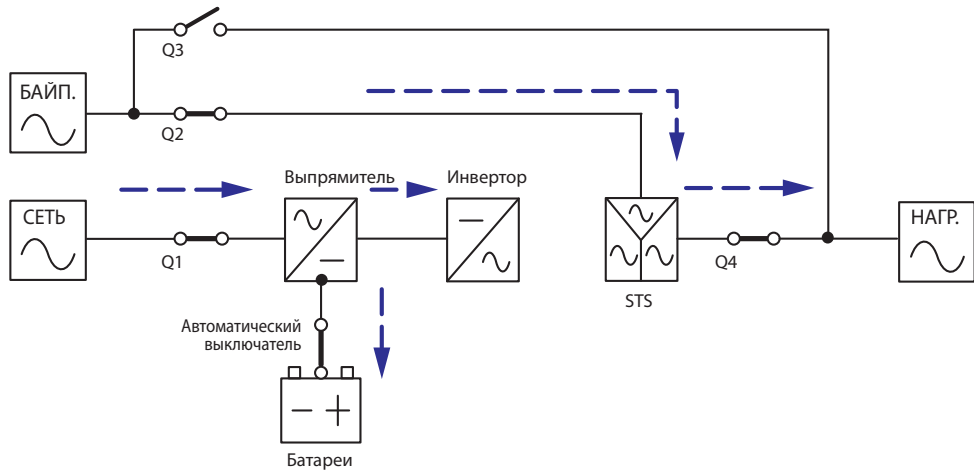 Q3
БАЙП.
Q2
Выпрямитель
Инвертор
СЕТЬ
НАГР.
Q1
Q4
STS
Автоматический
выключатель
Батареи